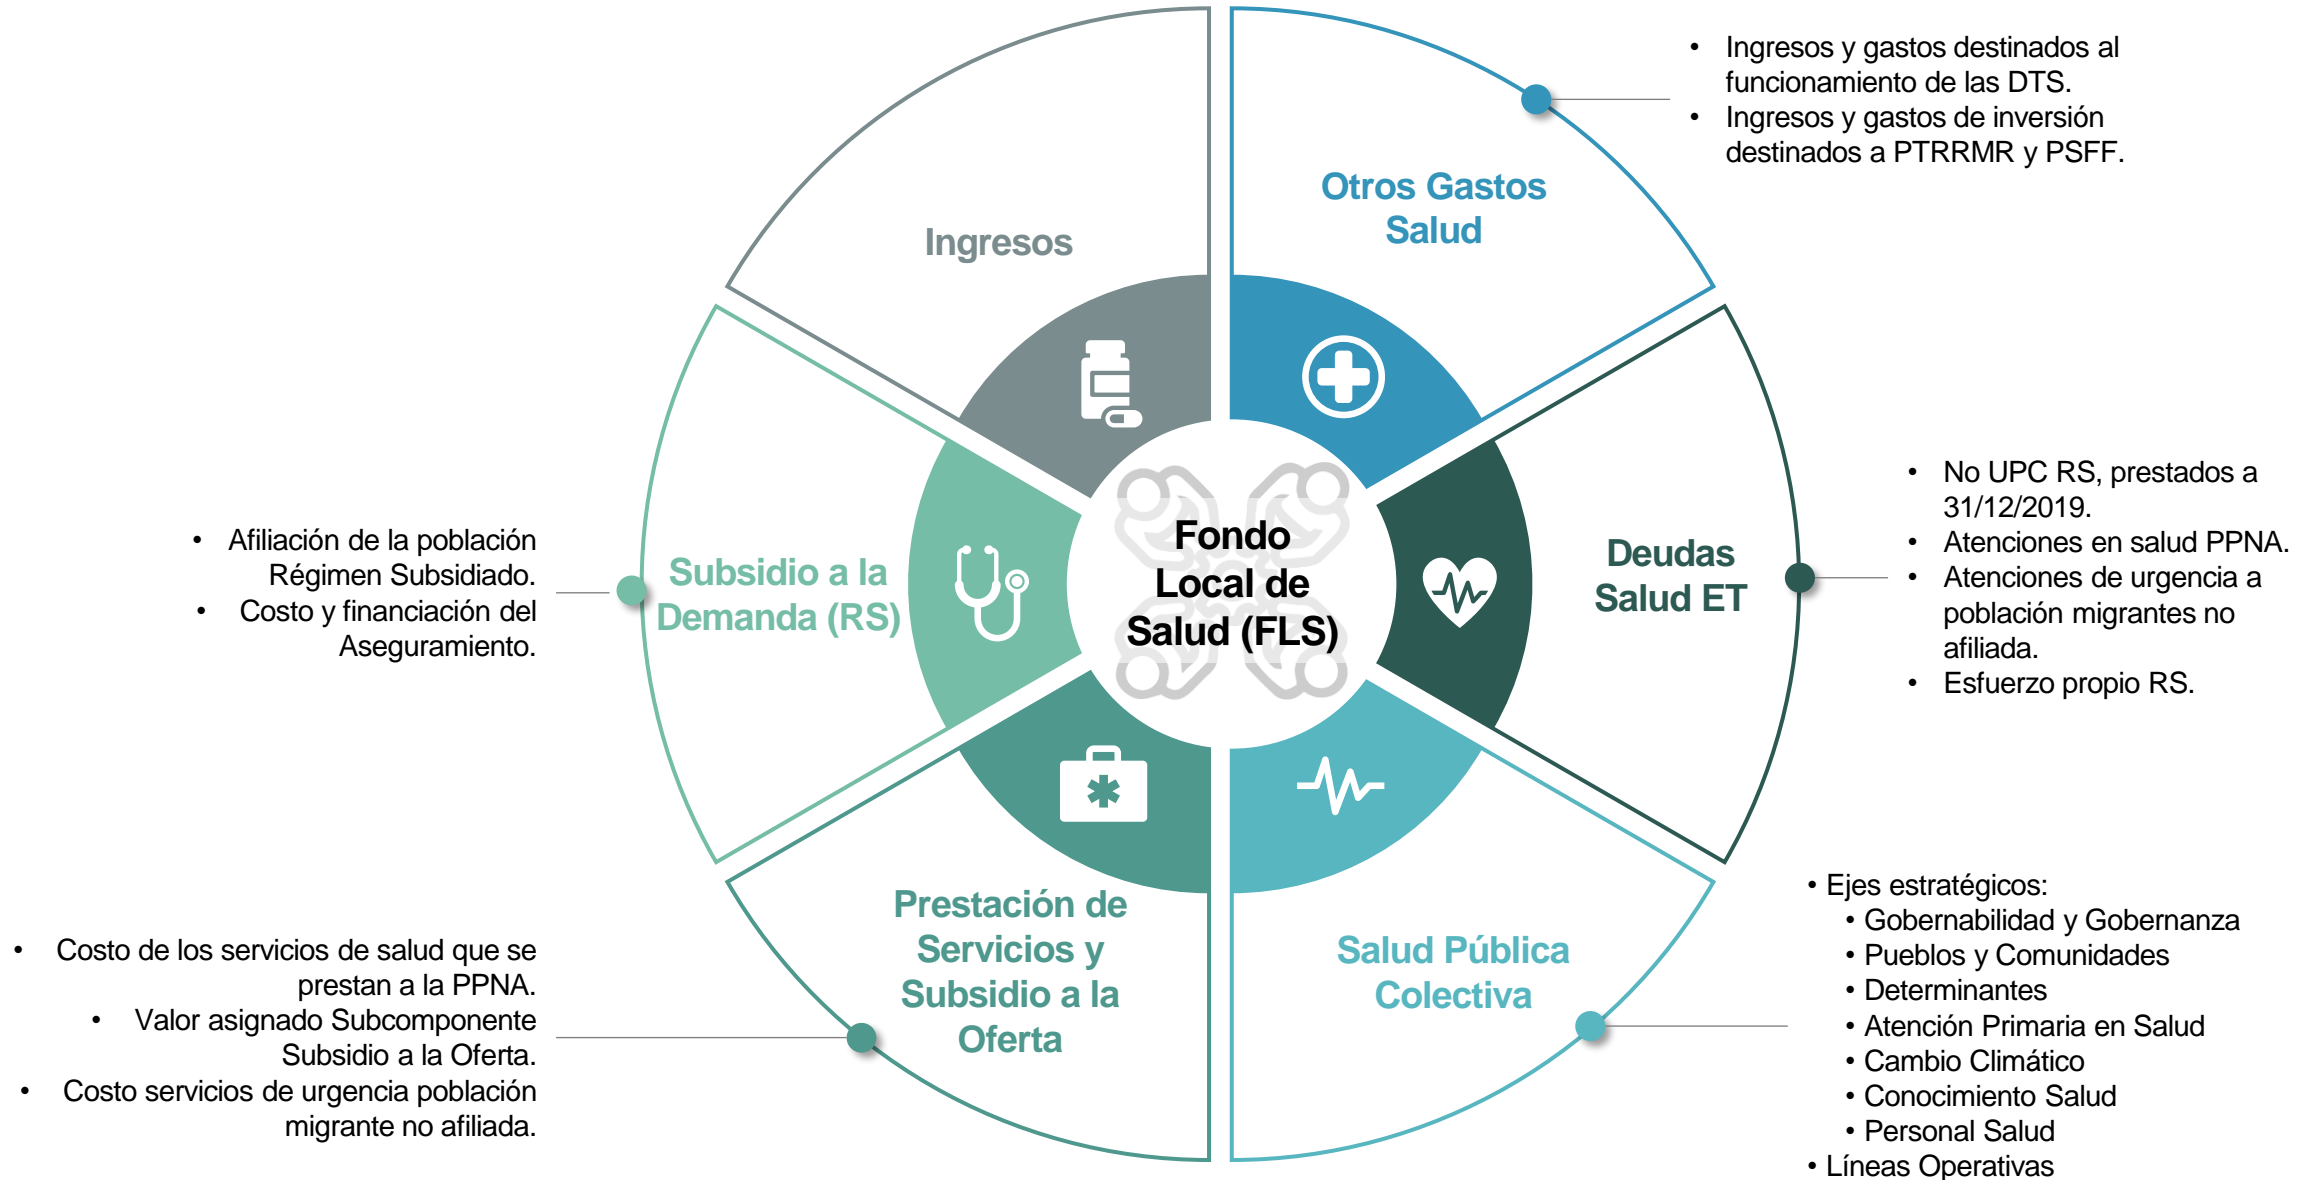 • Ingresos y gastos destinados al
funcionamiento de las DTS.
• Ingresos y gastos de inversión
destinados a PTRRMR y PSFF.
Otros Gastos
Salud
Ingresos
• No UPC RS, prestados a
31/12/2019.
• Atenciones en salud PPNA.
• Atenciones de urgencia a
población migrantes no
afiliada.
• Esfuerzo propio RS.
Deudas
Salud ET
Fondo
Local de
Salud (FLS)
Subsidio a la
Demanda (RS)
• Afiliación de la población
Régimen Subsidiado.
• Costo y financiación del
Aseguramiento.
Prestación de
Servicios y
Subsidio a la
Oferta
• Costo de los servicios de salud que se
prestan a la PPNA.
• Valor asignado Subcomponente
Subsidio a la Oferta.
• Costo servicios de urgencia población
migrante no afiliada.
Salud Pública
Colectiva
• Ejes estratégicos:
• Gobernabilidad y Gobernanza
• Pueblos y Comunidades
• Determinantes
• Atención Primaria en Salud
• Cambio Climático
• Conocimiento Salud
• Personal Salud
• Líneas Operativas